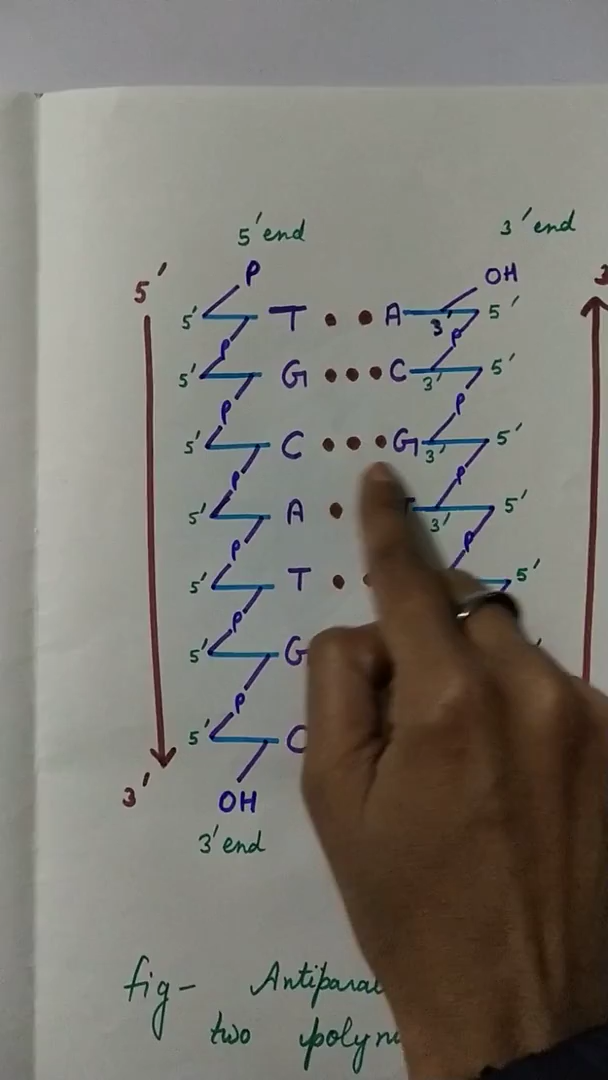 5' end 3' end
P OH
5' 3
5' T A 3' 5'
P P
5' G C 3' 5'
P P
5' C G 3' 5'
P P
5' A 3' 5'
P P
5' T 5'
P
5' G
P
5' C
3' OH
3' end
fig -
two